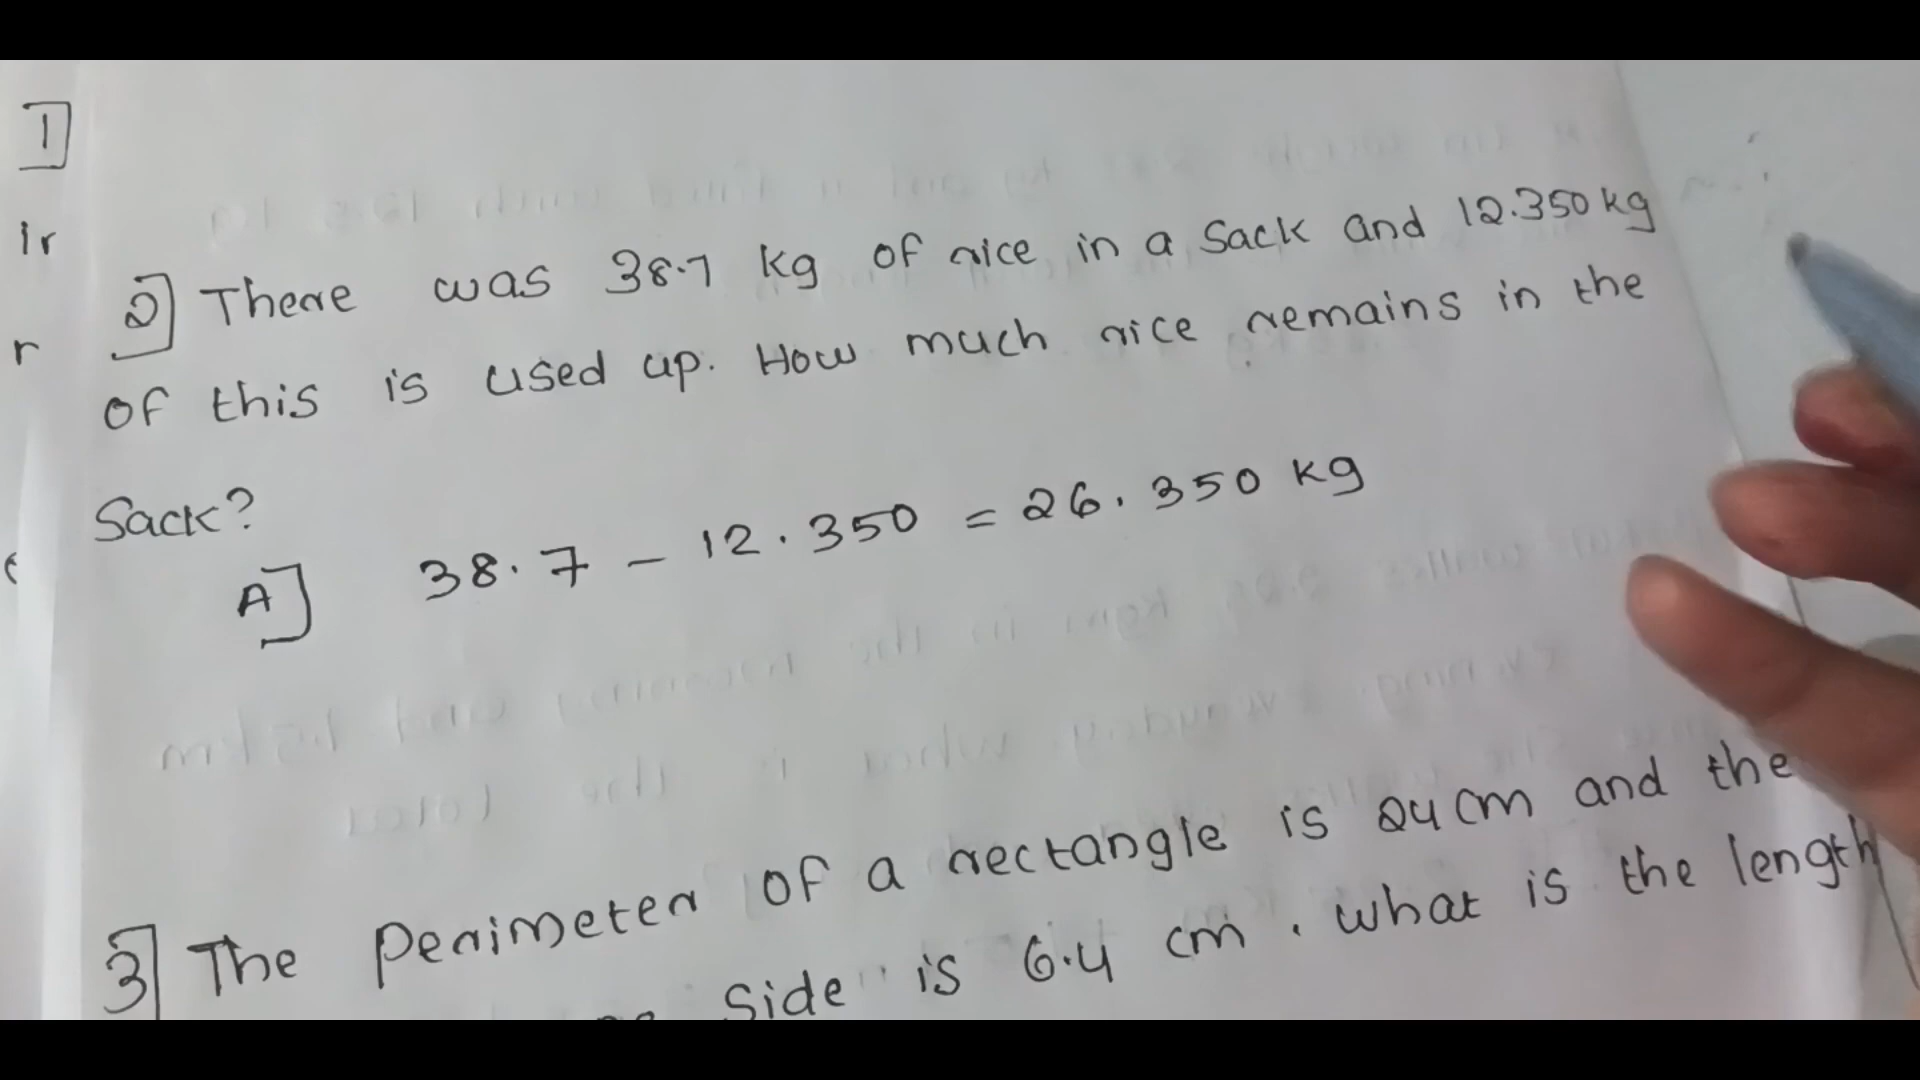 1]
Ir
2] There was 38.7 kg of rice in a Sack and 12.350 kg
r
of this is used up. How much rice remains in the
Sack?
A] 38.7 - 12.350 = 26.350 kg
3] The Perimeter of a rectangle is 24 cm and the
Side is 6.4 cm. what is the length